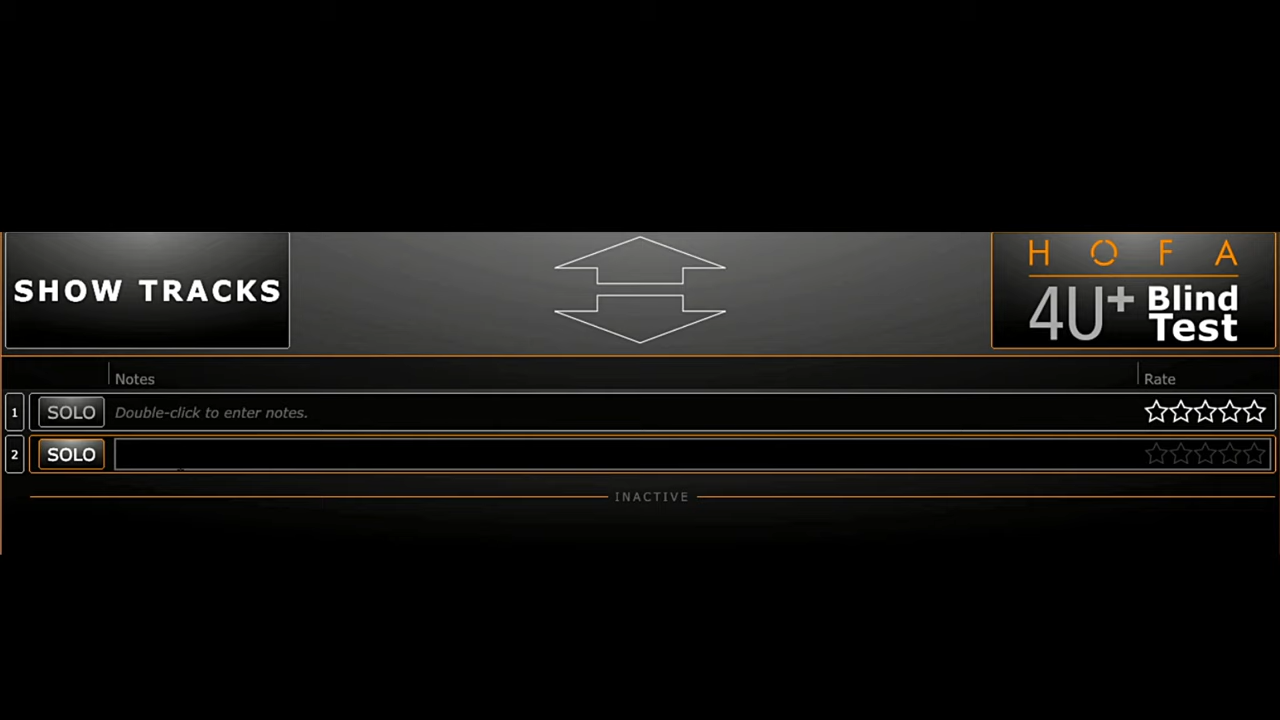 SHOW TRACKS
H O F A
4U+ Blind Test
Notes
Rate
1 SOLO Double-click to enter notes.
2 SOLO
INACTIVE